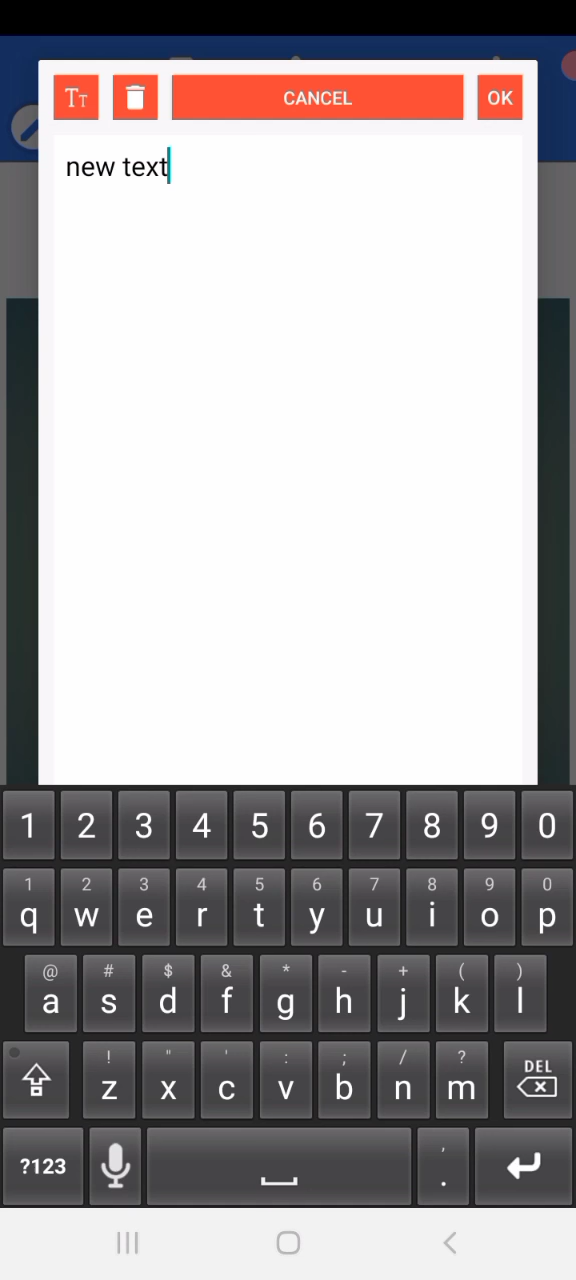 TT CANCEL OK
new text
1 2 3 4 5 6 7 8 9 0
1 2 3 4 5 6 7 8 9 0
q w e r t y u i o p
@ # $ & * - + ( )
a s d f g h j k l
! " ' : ; / ? DEL
z x c v b n m
?123 , .